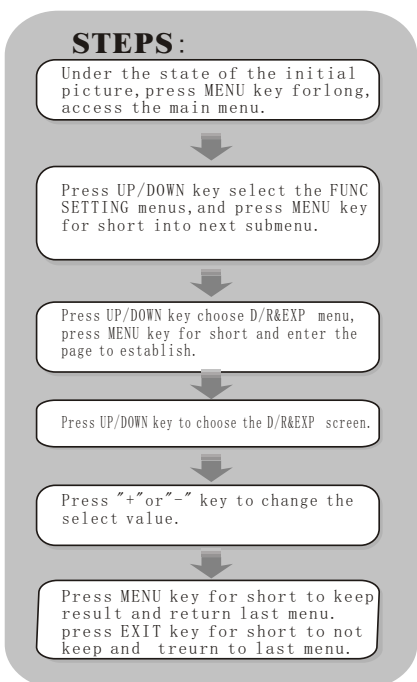 STEPS:
Under the state of the initial
picture, press MENU key forlong,
access the main menu.
Press UP/DOWN key select the FUNC
SETTING menus, and press MENU key
for short into next submenu.
Press UP/DOWN key choose D/R&EXP menu,
press MENU key for short and enter the
page to establish.
Press UP/DOWN key to choose the D/R&EXP screen.
Press "+"or"-" key to change the
select value.
Press MENU key for short to keep
result and return last menu.
press EXIT key for short to not
keep and treurn to last menu.